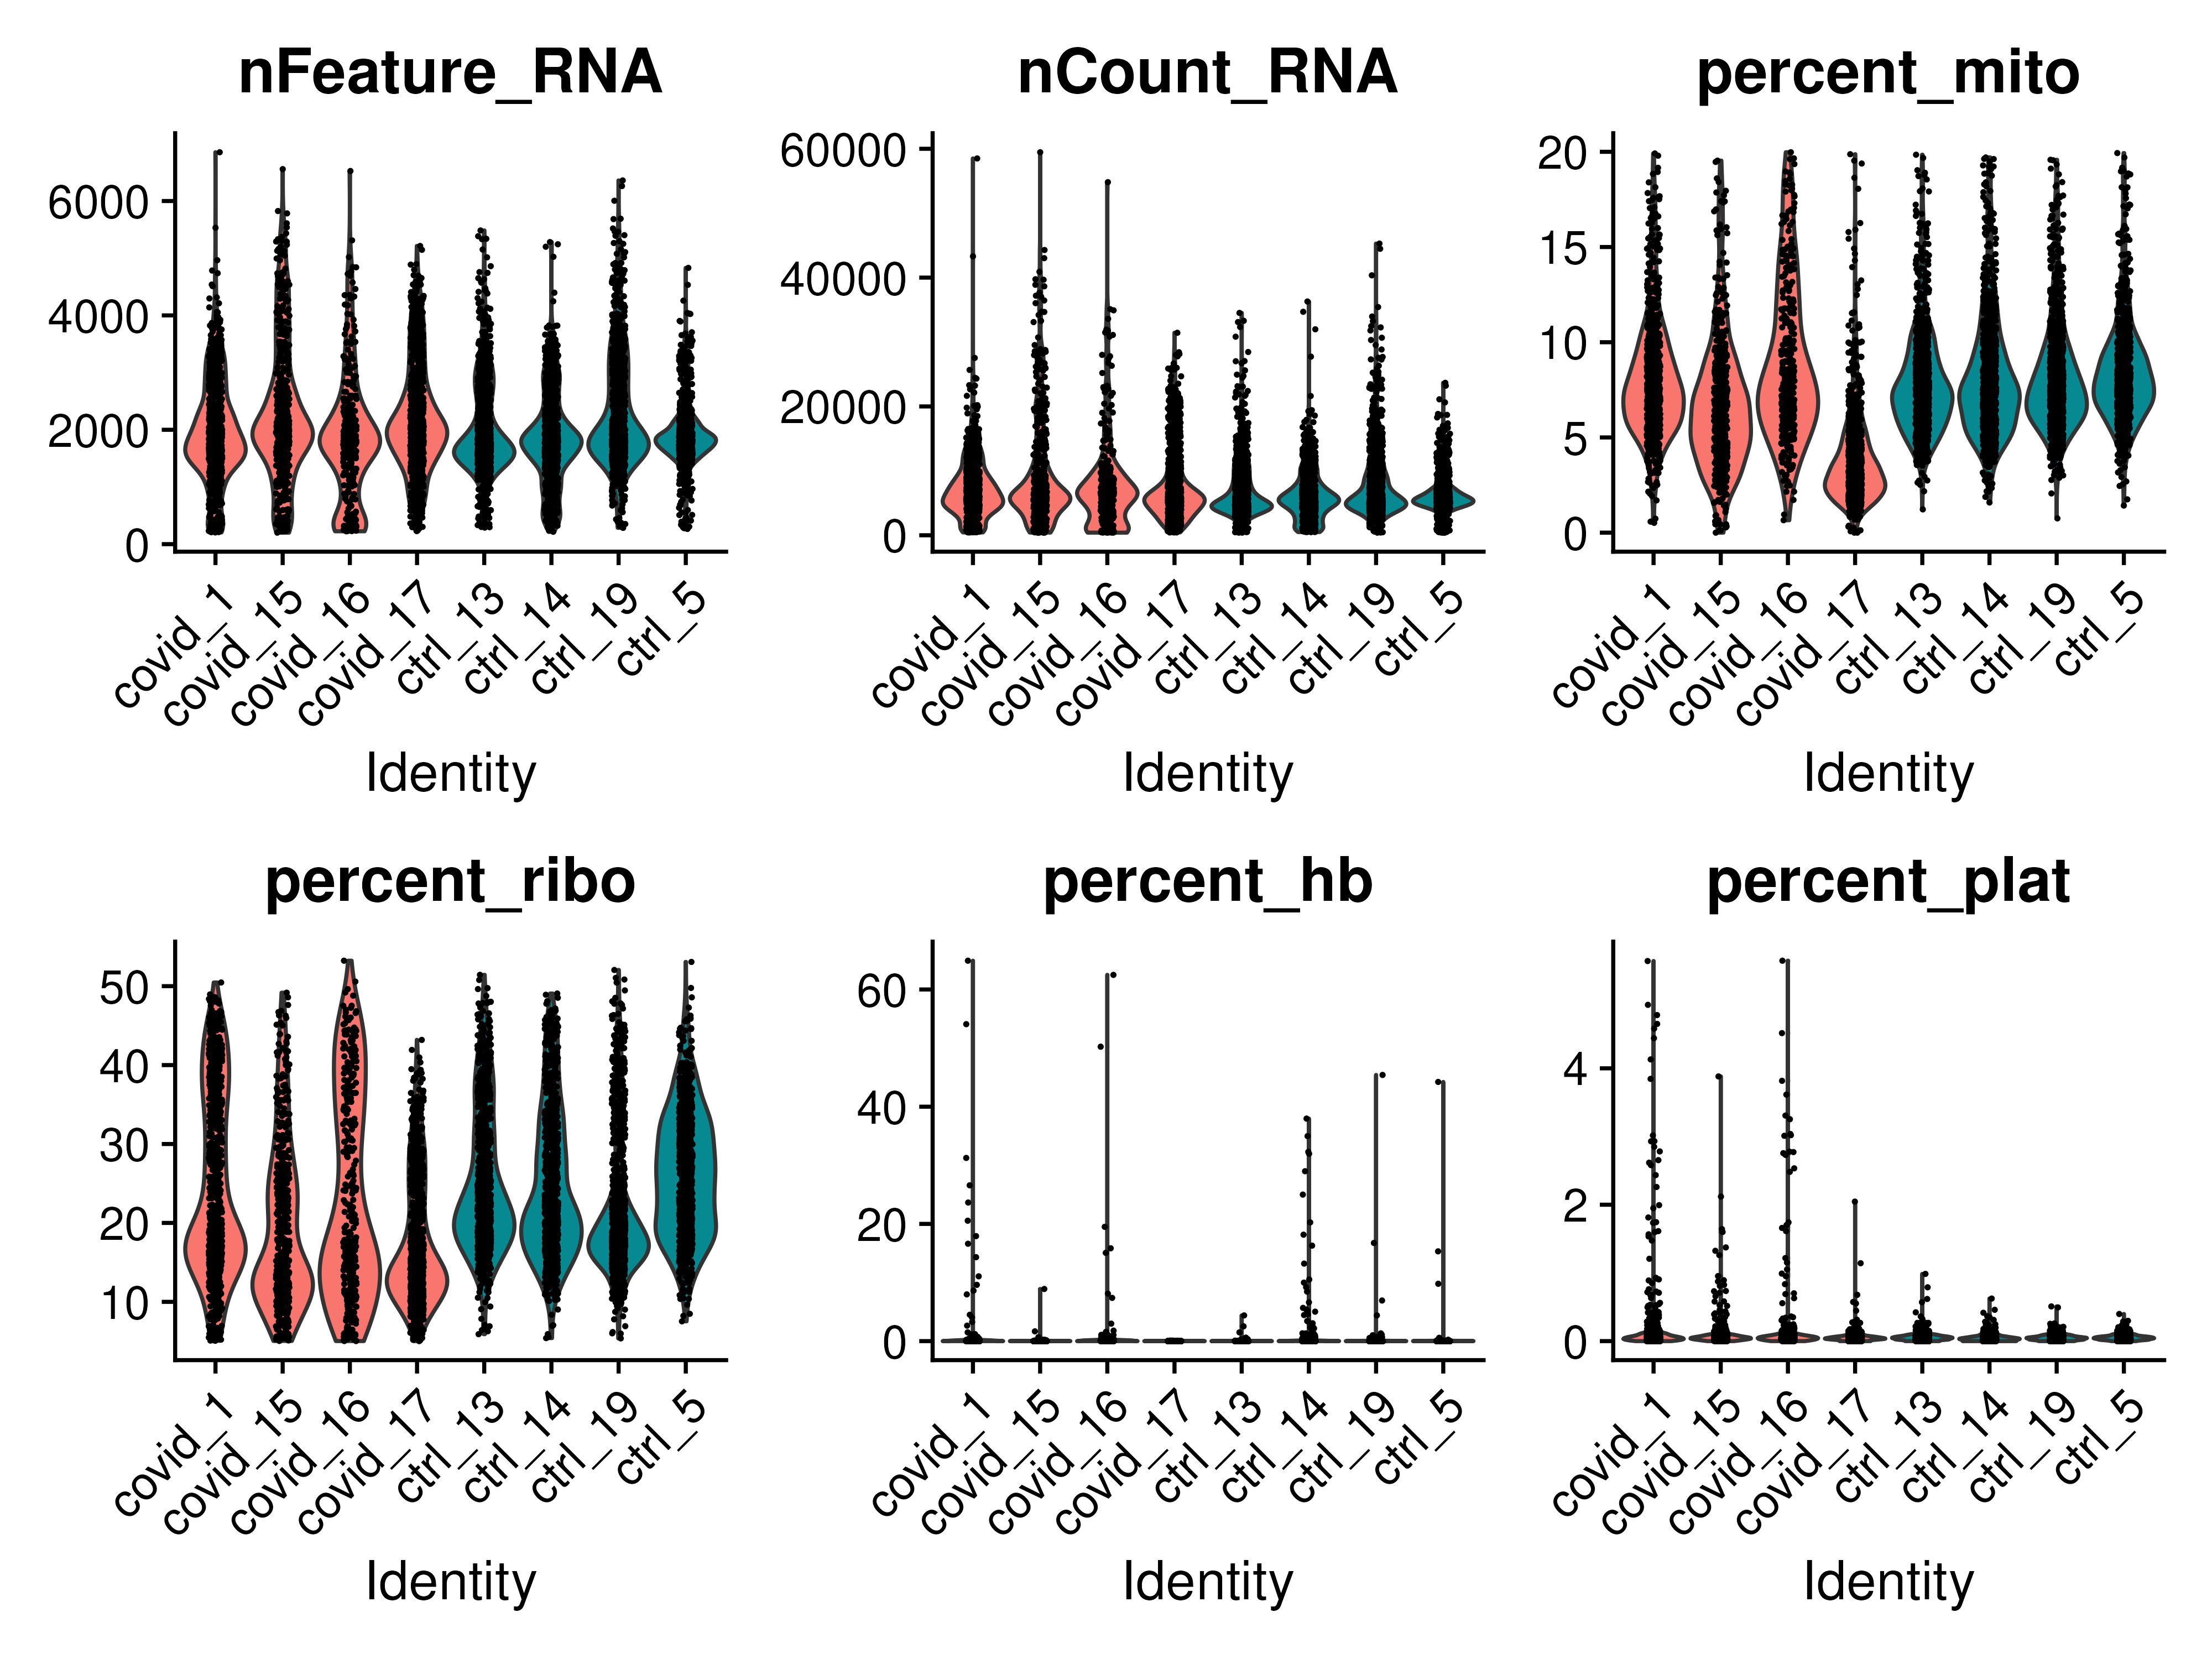 nFeature_RNA
6000
4000
2000
0
covid_1
covid_15
covid_16
covid_17
ctrl_13
ctrl_14
ctrl_19
ctrl_5
Identity
nCount_RNA
60000
40000
20000
0
covid_1
covid_15
covid_16
covid_17
ctrl_13
ctrl_14
ctrl_19
ctrl_5
Identity
percent_mito
20
15
10
5
0
covid_1
covid_15
covid_16
covid_17
ctrl_13
ctrl_14
ctrl_19
ctrl_5
Identity
percent_ribo
50
40
30
20
10
covid_1
covid_15
covid_16
covid_17
ctrl_13
ctrl_14
ctrl_19
ctrl_5
Identity
percent_hb
60
40
20
0
covid_1
covid_15
covid_16
covid_17
ctrl_13
ctrl_14
ctrl_19
ctrl_5
Identity
percent_plat
4
2
0
covid_1
covid_15
covid_16
covid_17
ctrl_13
ctrl_14
ctrl_19
ctrl_5
Identity